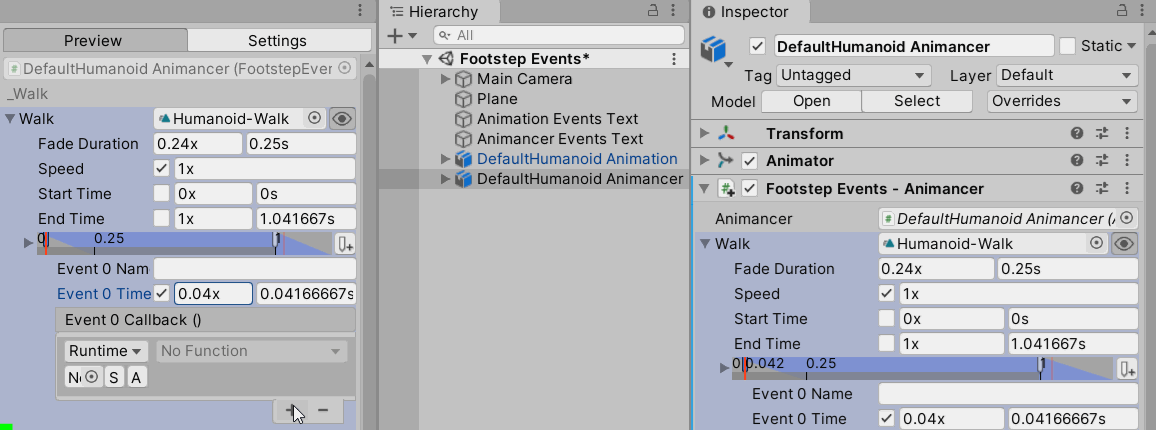 Preview
Settings
DefaultHumanoid Animancer (FootstepEver
_Walk
Walk
Humanoid-Walk
Fade Duration
0.24x
0.25s
Speed
1x
Start Time
0x
0s
End Time
1x
1.041667s
0
0.25
1
Event 0 Nam
Event 0 Time
0.04x
0.04166667s
Event 0 Callback ()
Runtime
No Function
S
A
Hierarchy
All
Footstep Events*
Main Camera
Plane
Animation Events Text
Animancer Events Text
DefaultHumanoid Animation
DefaultHumanoid Animancer
Inspector
DefaultHumanoid Animancer
Static
Tag
Untagged
Layer
Default
Model
Open
Select
Overrides
Transform
Animator
Footstep Events - Animancer
Animancer
DefaultHumanoid Animancer (
Walk
Humanoid-Walk
Fade Duration
0.24x
0.25s
Speed
1x
Start Time
0x
0s
End Time
1x
1.041667s
0
0.042
0.25
1
Event 0 Name
Event 0 Time
0.04x
0.04166667s